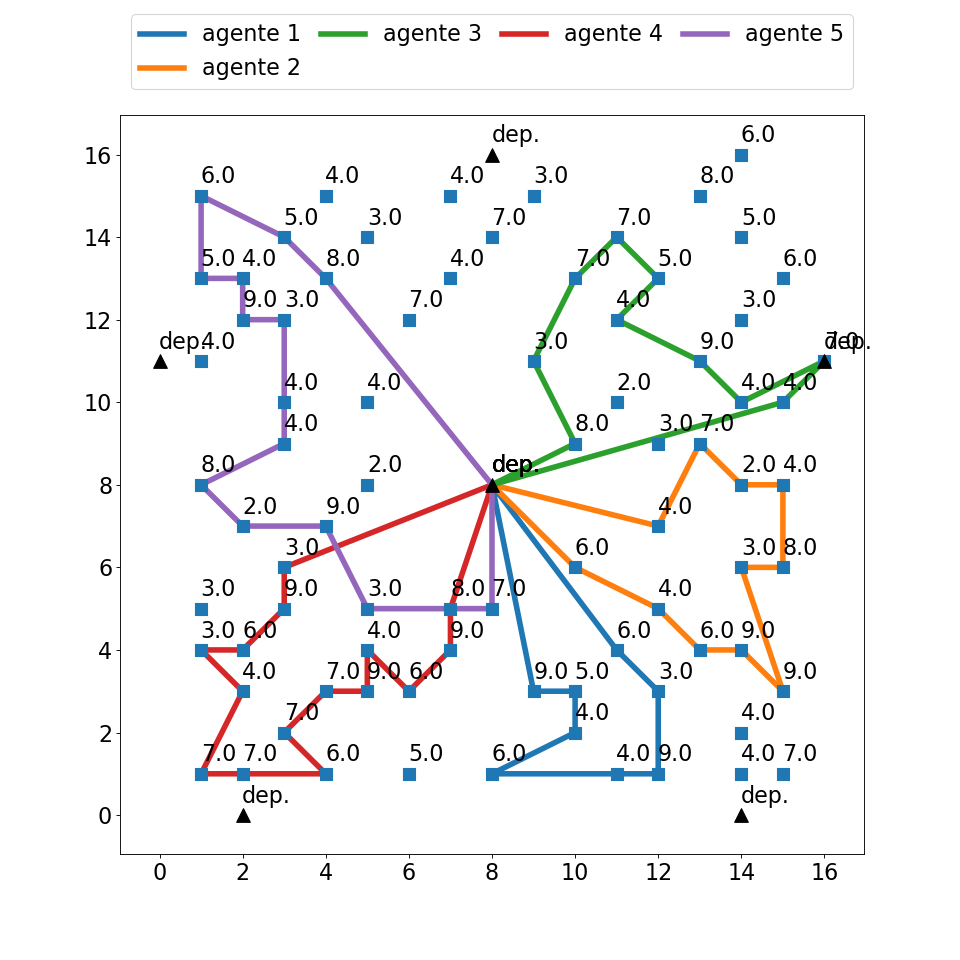 agente 1 agente 3 agente 4 agente 5
agente 2
dep. 6.0
16
6.0 4.0 4.0 3.0 8.0
5.0 3.0 7.0 7.0 5.0
14
5.0 4.0 8.0 4.0 7.0 5.0 6.0
9.0 3.0 7.0 4.0 3.0
12
dep. 4.0 3.0 9.0 7.0 dep.
4.0 4.0 2.0 4.0 4.0
10
4.0 8.0 3.0 7.0
8.0 2.0 dep. 2.0 4.0
8
2.0 9.0 4.0
3.0 6.0 3.0 8.0
6
3.0 9.0 3.0 8.0 7.0 4.0
3.0 6.0 4.0 9.0 6.0 6.0 9.0
4
4.0 7.0 9.0 6.0 9.0 5.0 3.0 9.0
7.0 4.0 4.0
2
7.0 7.0 6.0 5.0 6.0 4.0 9.0 4.0 7.0
dep. dep.
0
0 2 4 6 8 10 12 14 16